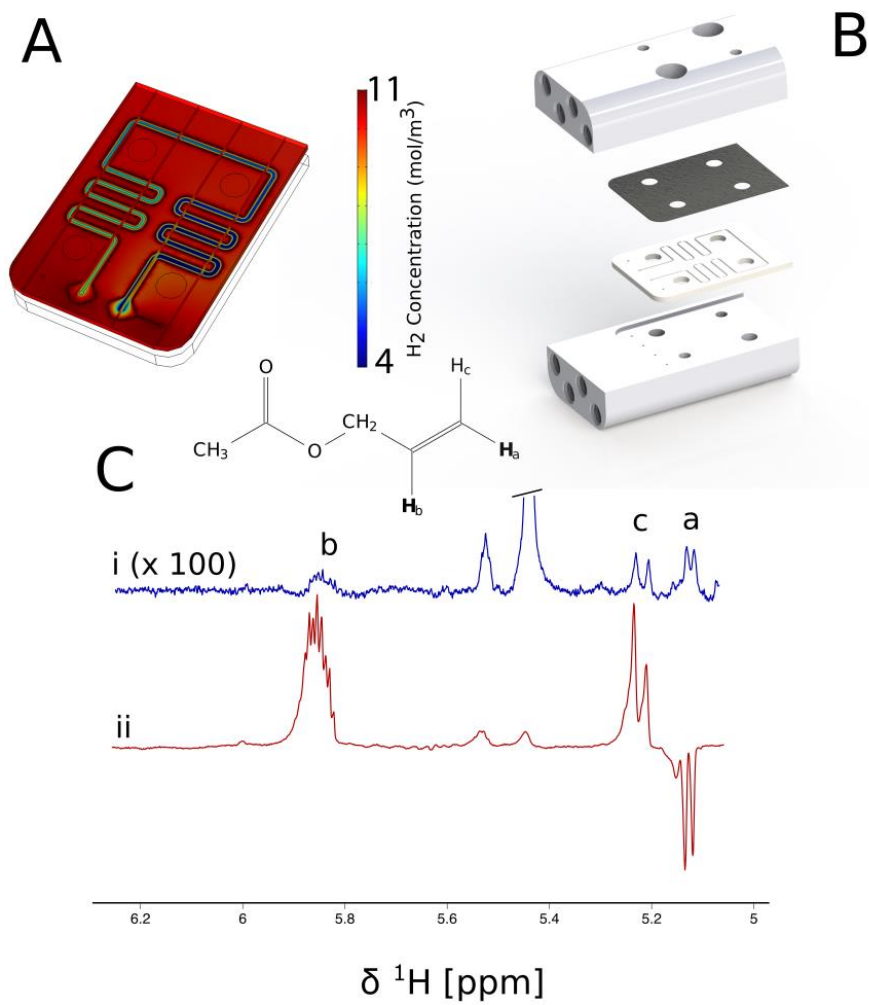 A
B
11
H2 Concentration (mol/m³)
4
O
Hc
CH2
CH3
O
Ha
Hb
C
c
a
b
i (x 100)
ii
6.2
6
5.8
5.6
5.4
5.2
5
δ ¹H [ppm]